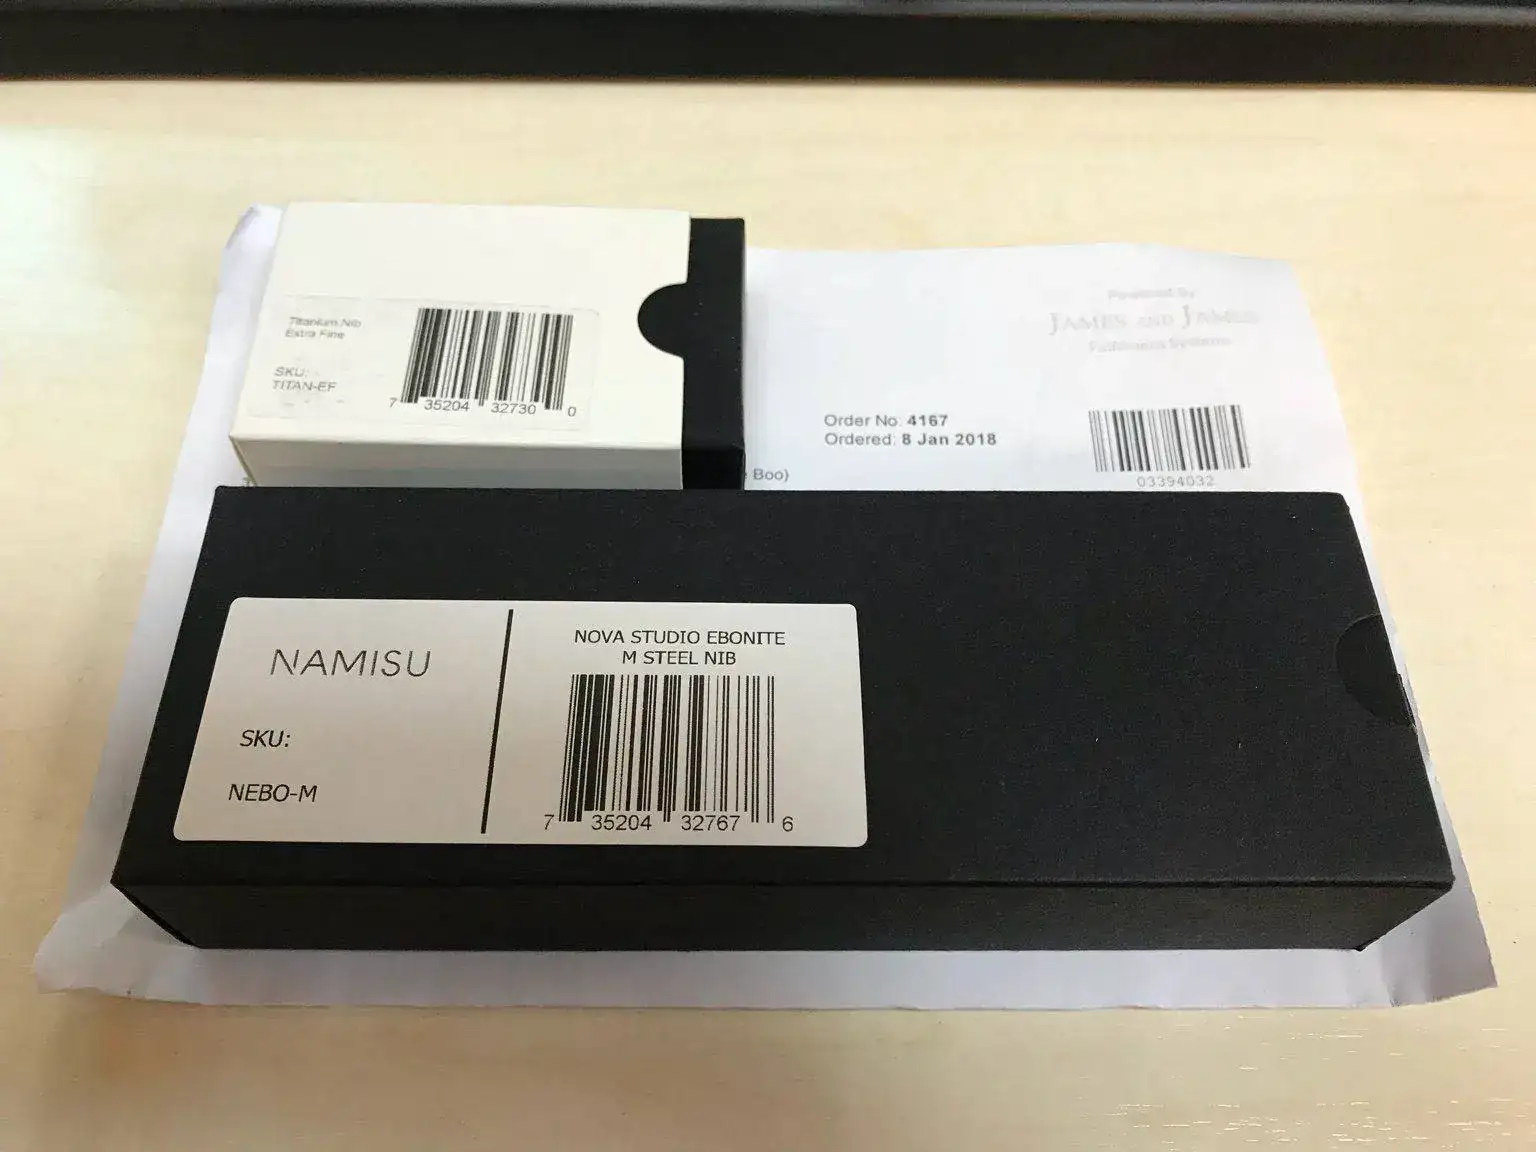 Titanium Nib
Extra Fine
SKU:
TITAN-EF
7 35204 32730 0
Powered By
JAMES AND JAMES
Fulfilment Systems
Order No: 4167
Ordered: 8 Jan 2018
03394032
Boo)
NAMISU
SKU:
NEBO-M
NOVA STUDIO EBONITE
M STEEL NIB
7 35204 32767 6